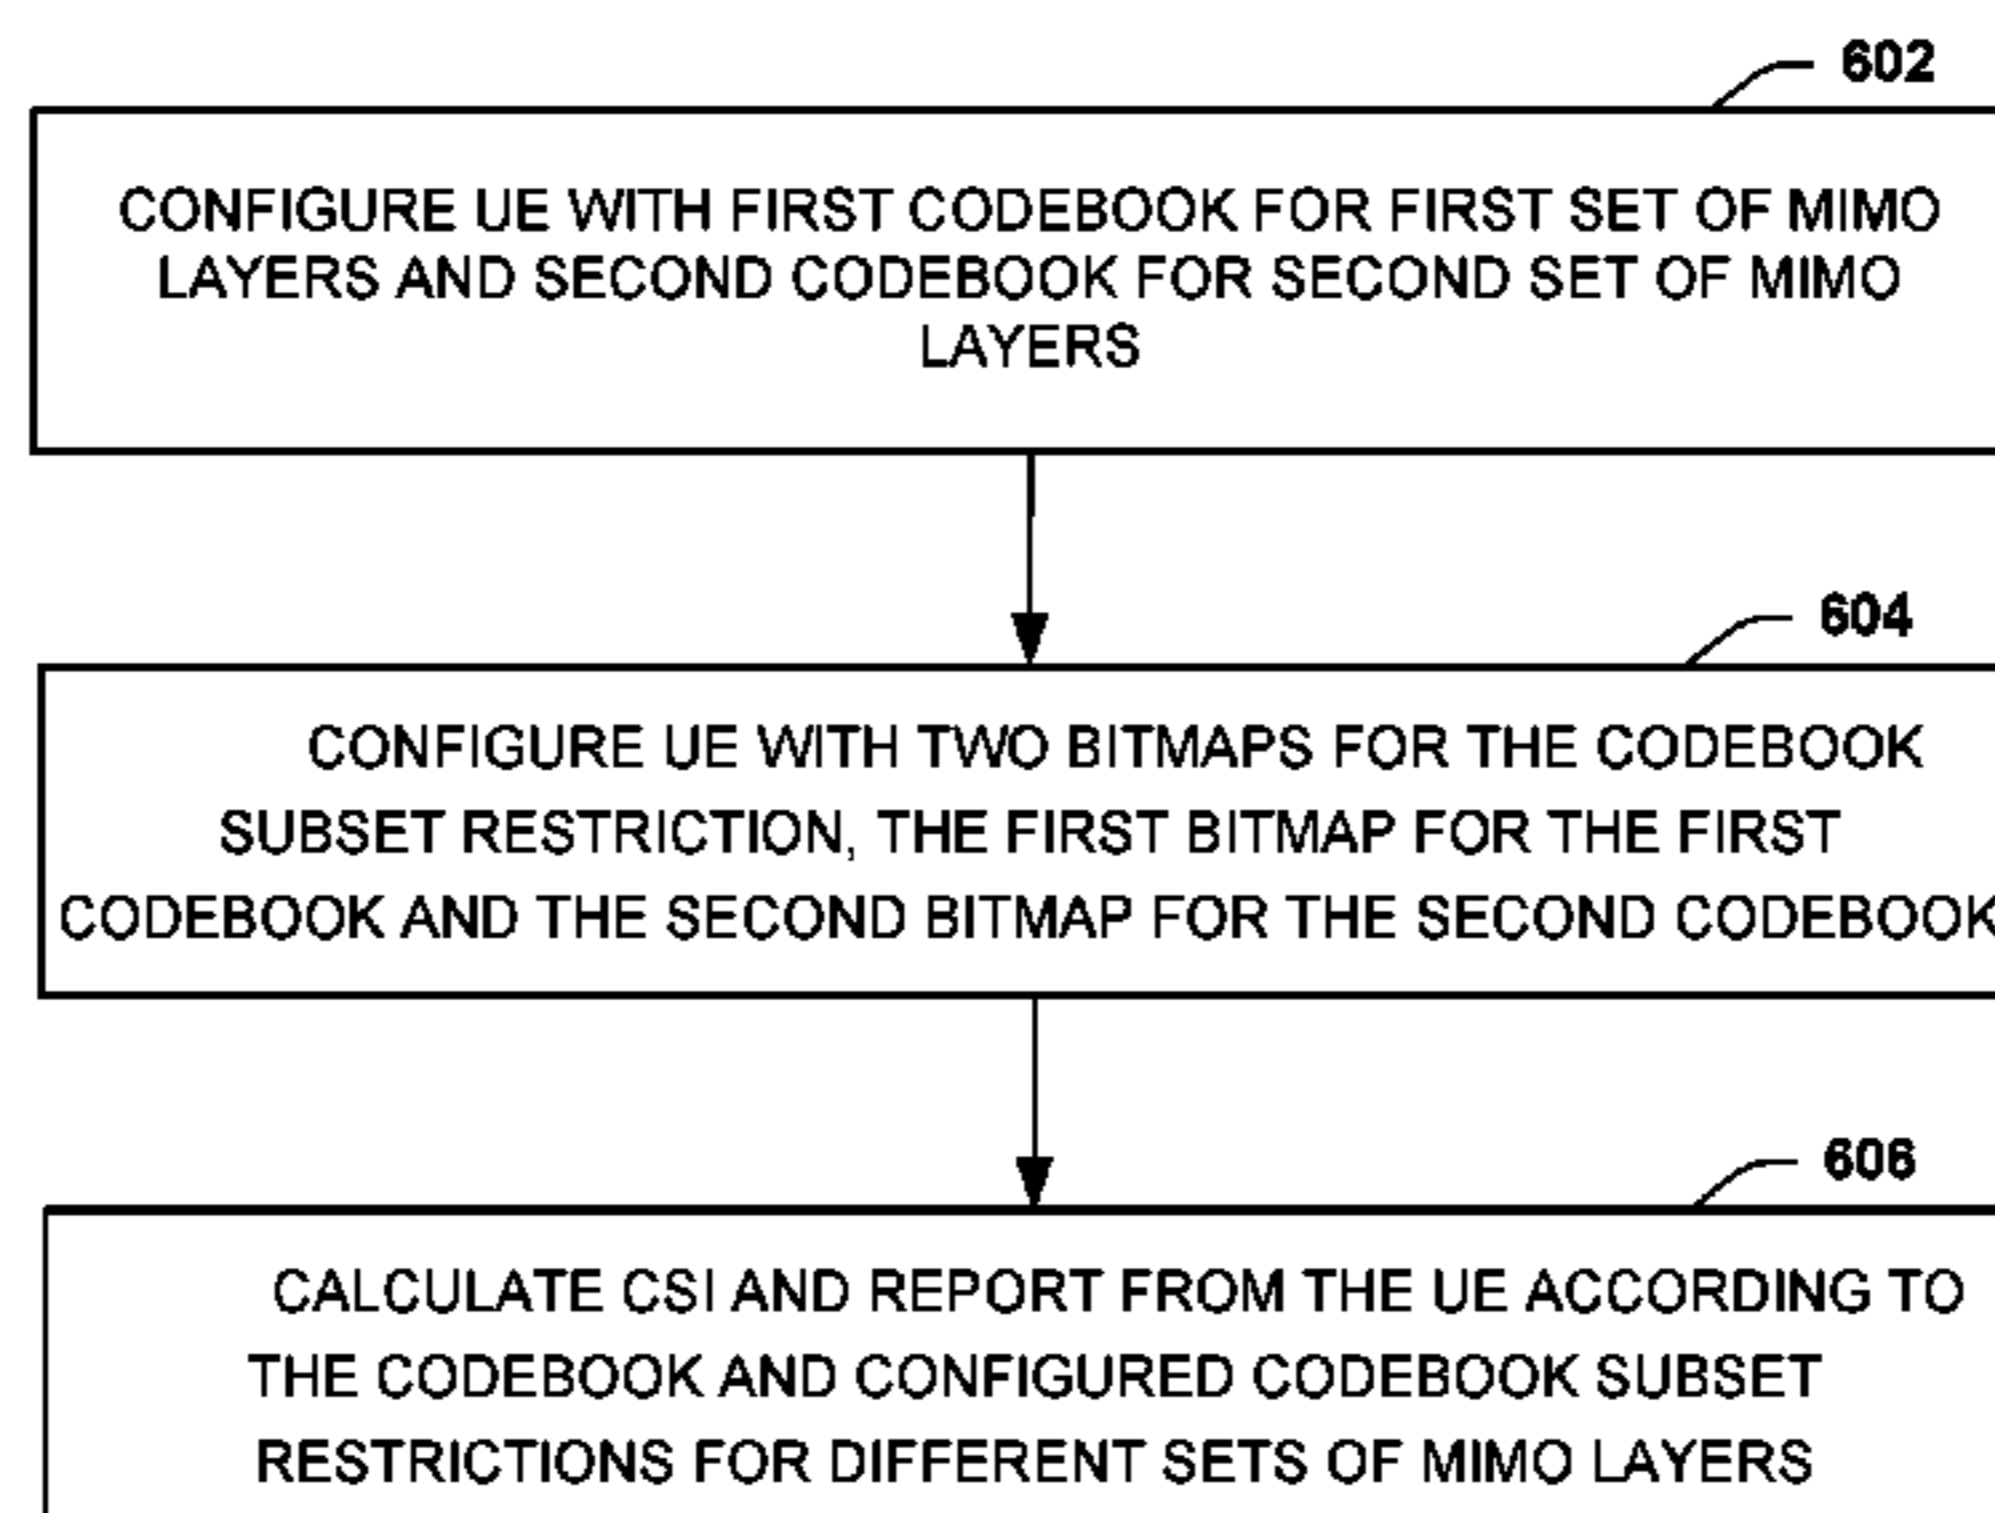 602
CONFIGURE UE WITH FIRST CODEBOOK FOR FIRST SET OF MIMO
LAYERS AND SECOND CODEBOOK FOR SECOND SET OF MIMO
LAYERS
604
CONFIGURE UE WITH TWO BITMAPS FOR THE CODEBOOK
SUBSET RESTRICTION, THE FIRST BITMAP FOR THE FIRST
CODEBOOK AND THE SECOND BITMAP FOR THE SECOND CODEBOOK
606
CALCULATE CSI AND REPORT FROM THE UE ACCORDING TO
THE CODEBOOK AND CONFIGURED CODEBOOK SUBSET
RESTRICTIONS FOR DIFFERENT SETS OF MIMO LAYERS